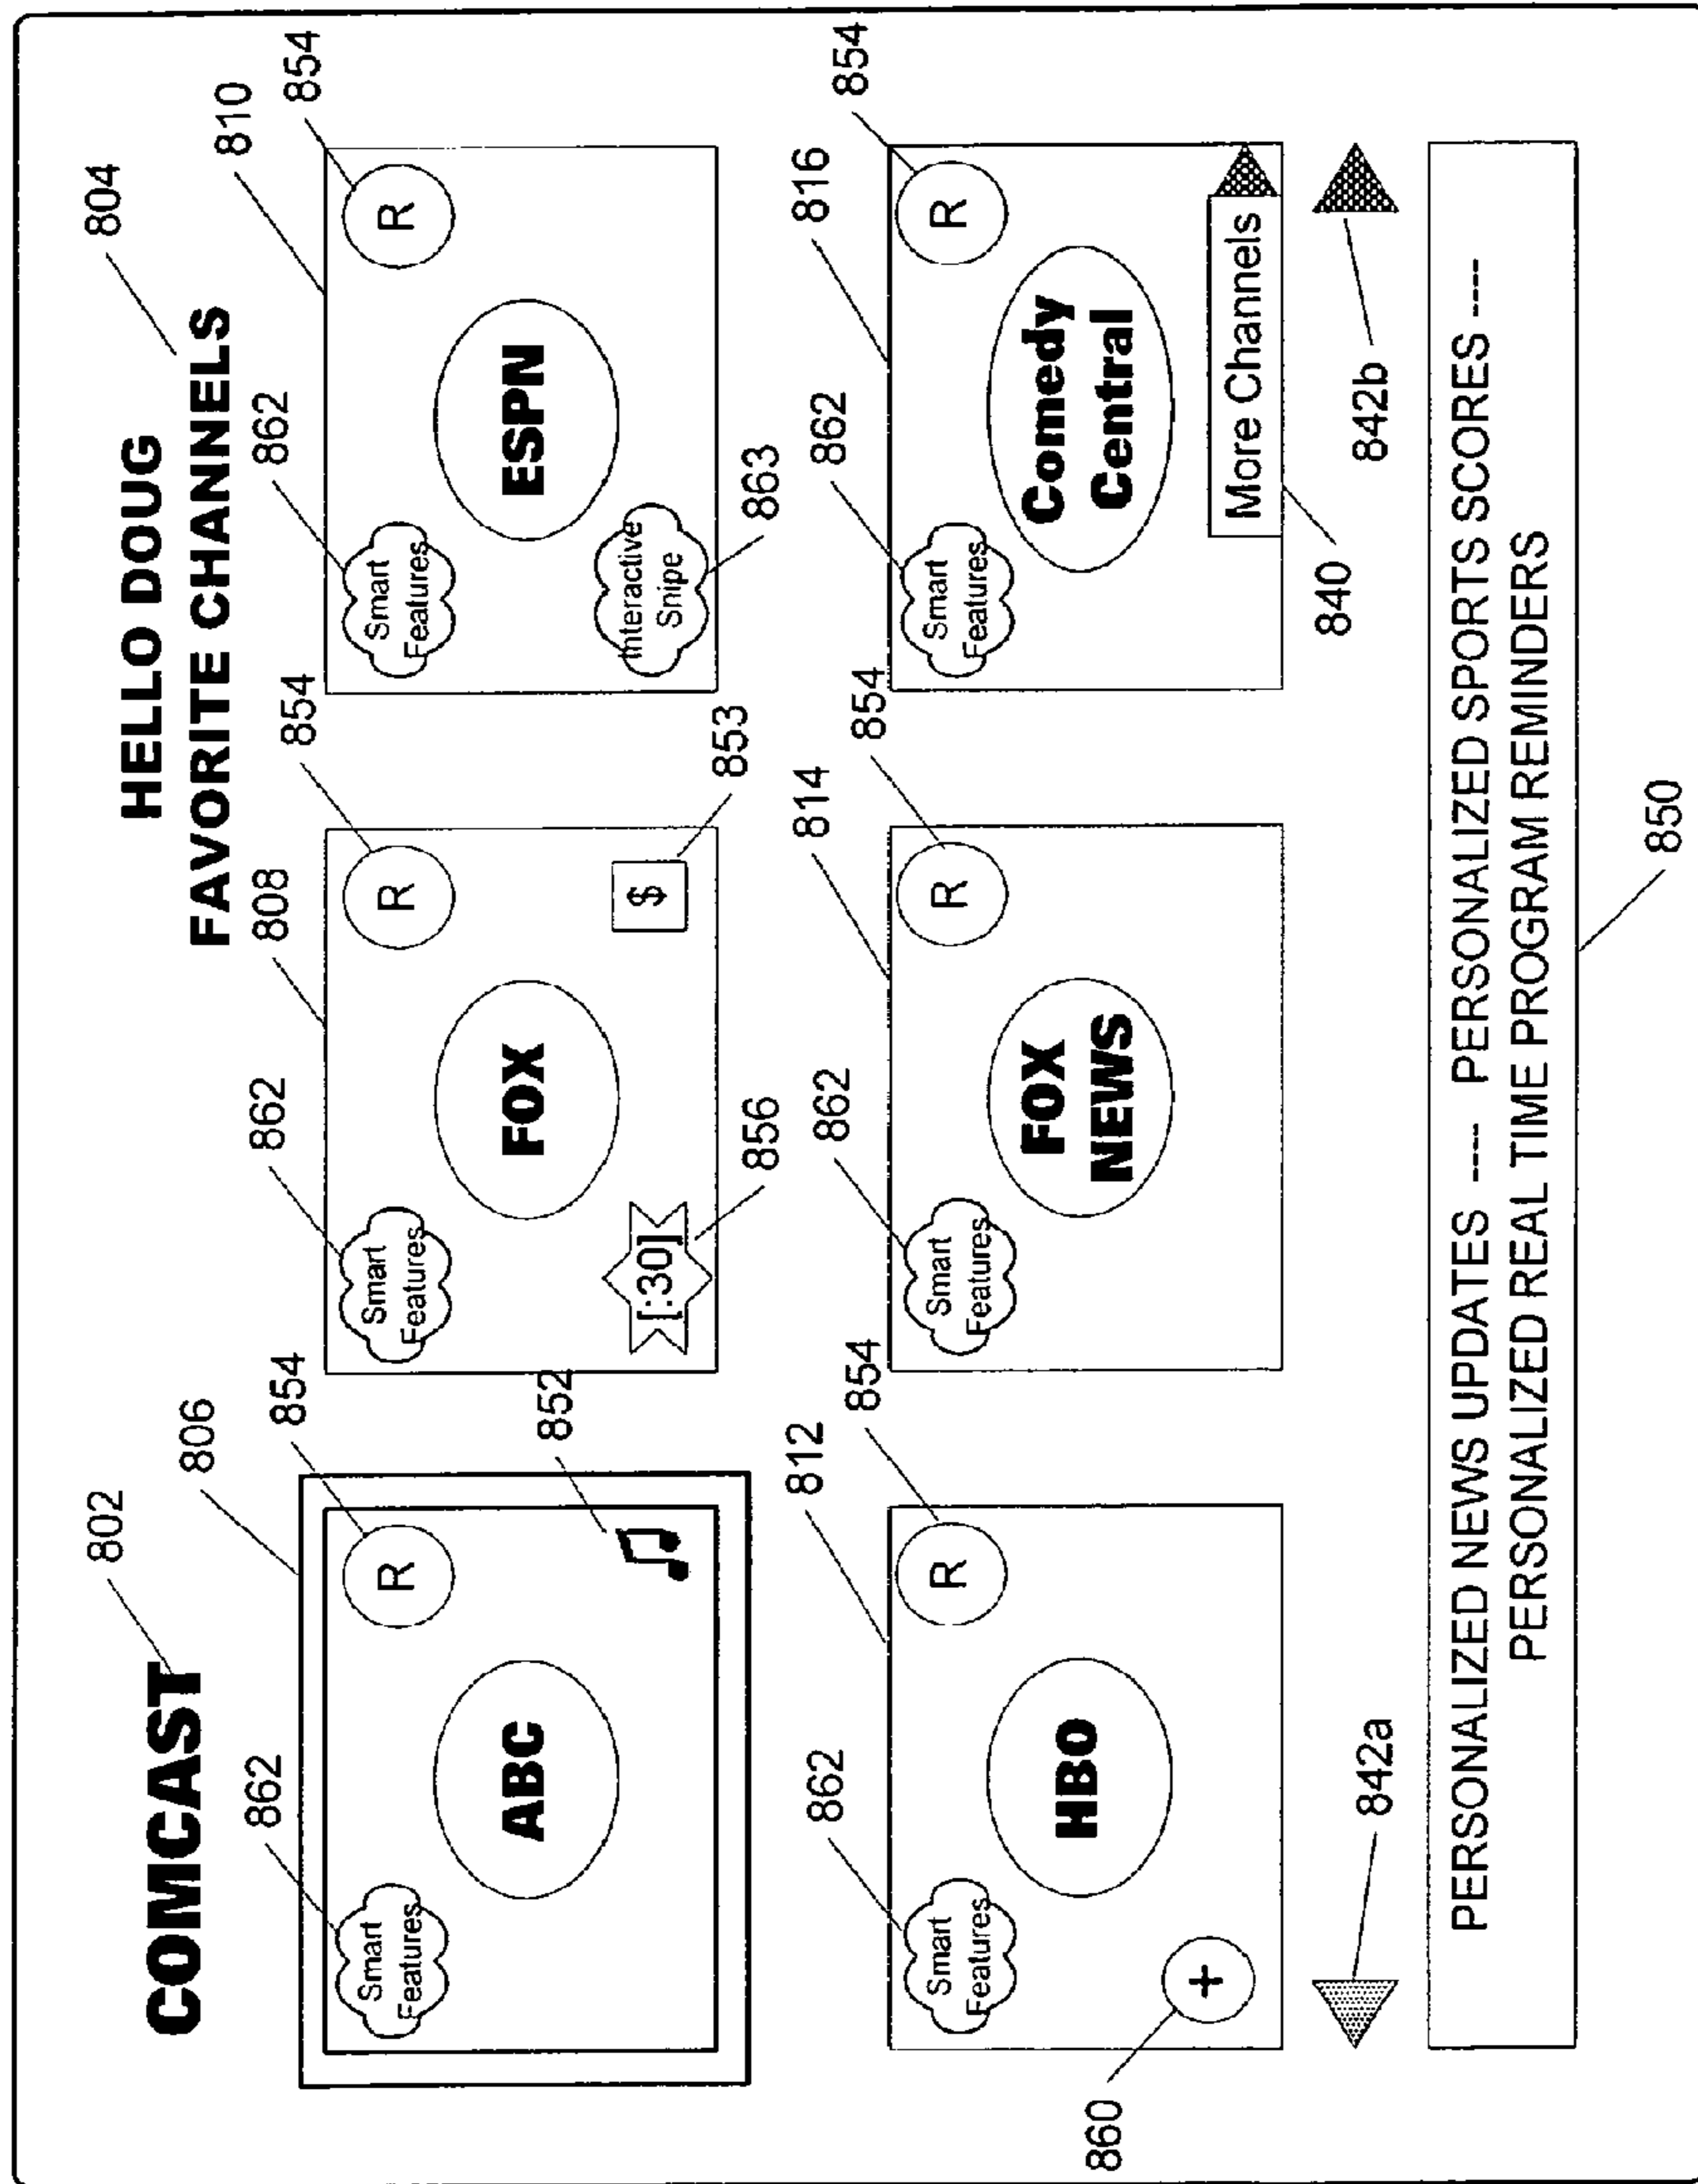 HELLO DOUG
COMCAST
FAVORITE CHANNELS
802
804
806
808
810
862
854
862
854
862
854
Smart
Features
R
Smart
Features
R
Smart
Features
R
ABC
FOX
ESPN
[:30]
$
Interactive
Snipe
852
856
853
863
812
814
816
862
854
862
854
862
854
Smart
Features
R
Smart
Features
R
Smart
Features
R
HBO
FOX
NEWS
Comedy
Central
+
More Channels
860
842a
840
842b
PERSONALIZED NEWS UPDATES ---- PERSONALIZED SPORTS SCORES ----
PERSONALIZED REAL TIME PROGRAM REMINDERS
850